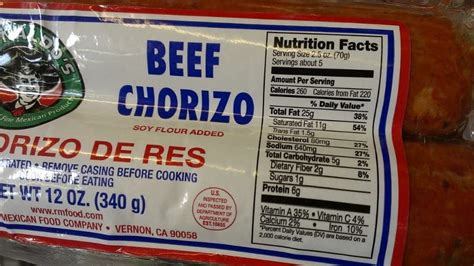 BEEF
CHORIZO
SOY FLOUR ADDED
ORIZO DE RES
REMOVE CASING BEFORE COOKING
BEFORE EATING
ET WT 12 OZ. (340 g)
www.rmfood.com
MEXICAN FOOD COMPANY • VERNON, CA 90058
U.S.
INSPECTED
AND PASSED BY
DEPARTMENT OF
AGRICULTURE
Nutrition Facts
Serving Size 2.5 oz. (70g)
Servings about 5
Amount Per Serving
Calories 260 Calories from Fat 220
% Daily Value*
Total Fat 25g 38%
Saturated Fat 11g 54%
Trans Fat 1.5g
Cholesterol 80mg 27%
Sodium 640mg 27%
Total Carbohydrate 5g 2%
Dietary Fiber 2g 8%
Sugars 1g
Protein 6g
Vitamin A 35% • Vitamin C 4%
Calcium 2% • Iron 10%
*Percent Daily Values (DV) are based on a
2,000 calorie diet.